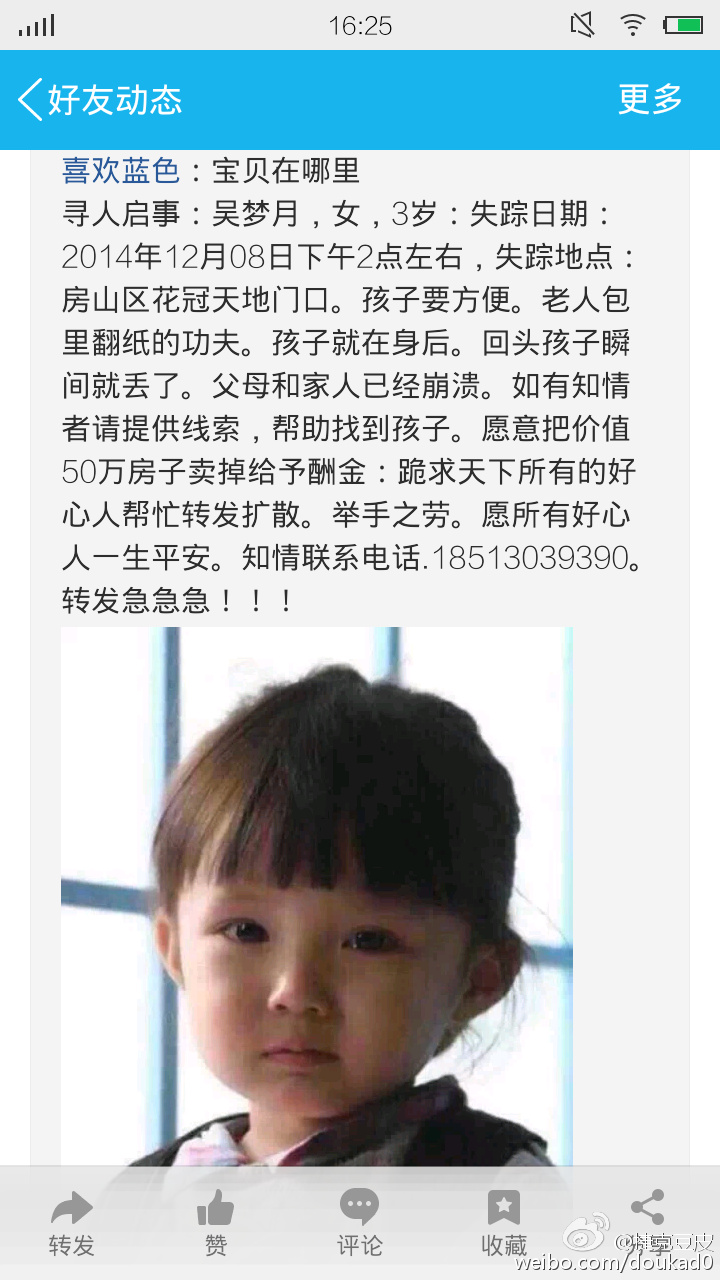 16:25
好友动态
更多
喜欢蓝色：宝贝在哪里
寻人启事：吴梦月，女，3岁：失踪日期：
2014年12月08日下午2点左右，失踪地点：
房山区花冠天地门口。孩子要方便。老人包
里翻纸的功夫。孩子就在身后。回头孩子瞬
间就丢了。父母和家人已经崩溃。如有知情
者请提供线索，帮助找到孩子。愿意把价值
50万房子卖掉给予酬金：跪求天下所有的好
心人帮忙转发扩散。举手之劳。愿所有好心
人一生平安。知情联系电话.18513039390。
转发急急急！！！
转发
赞
评论
收藏
weibo.com/doukad0